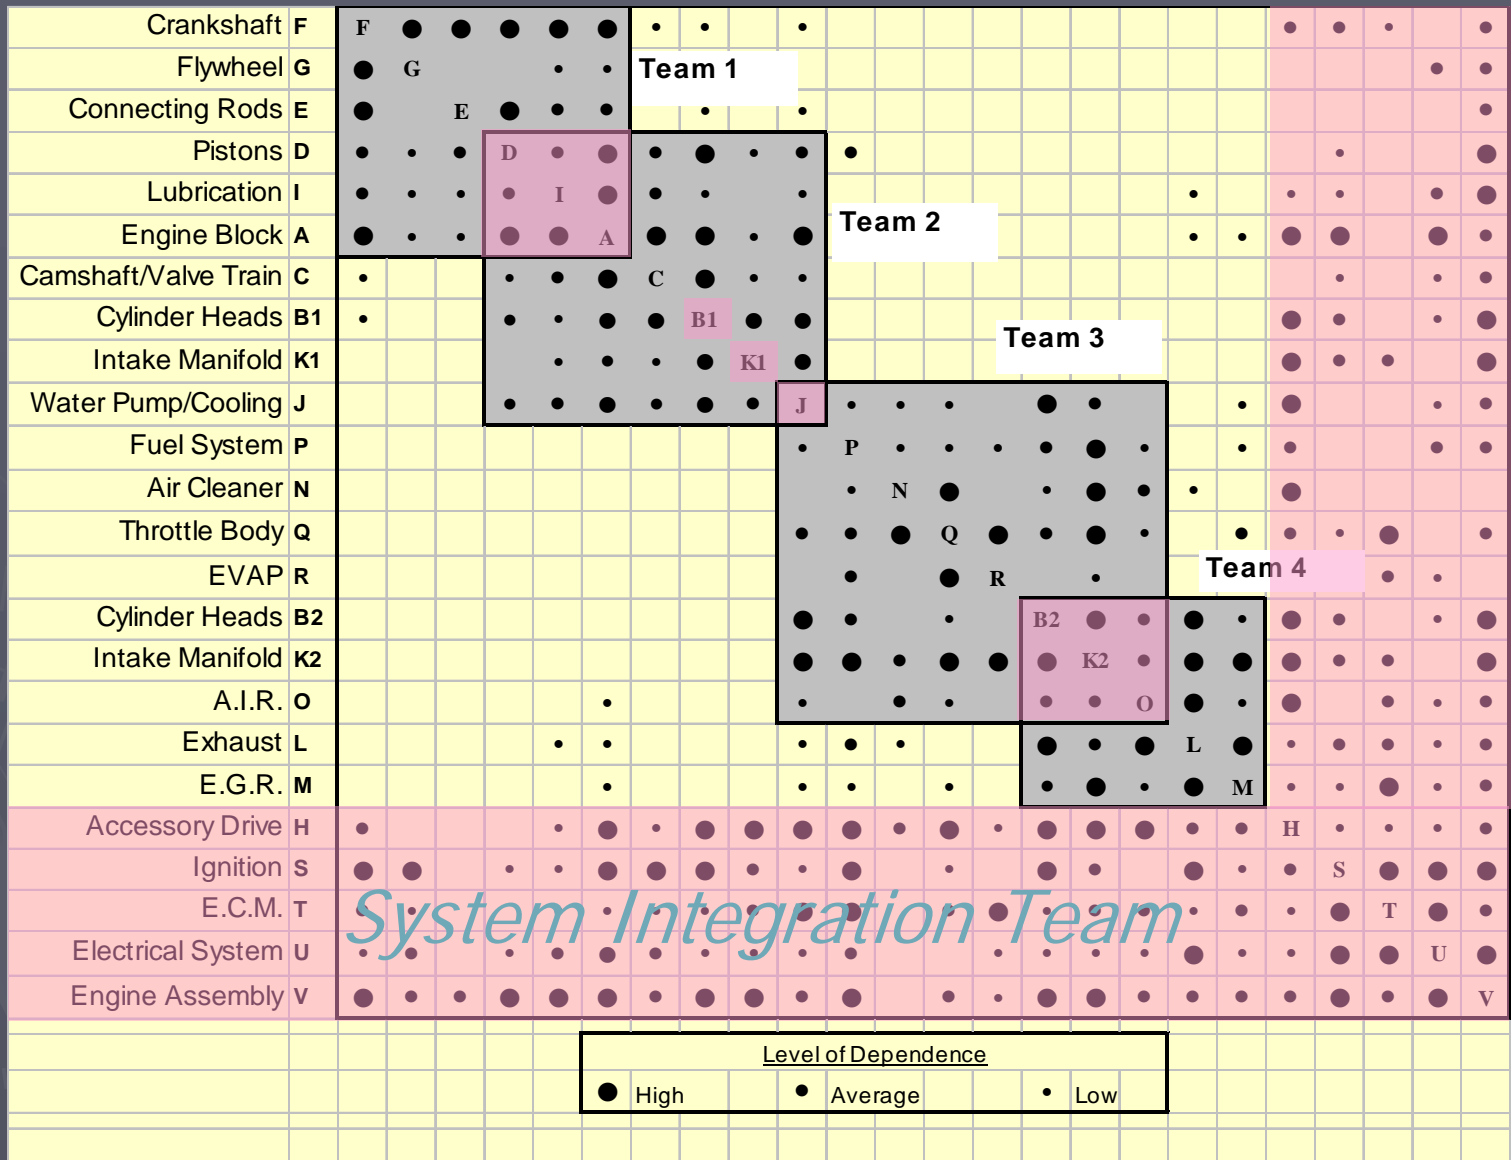 Crankshaft F F
Flywheel G G
Team 1
Connecting Rods E E
Pistons D D
Lubrication I I
Team 2
Engine Block A A
Camshaft/Valve Train C C
Cylinder Heads B1 B1
Team 3
Intake Manifold K1 K1
Water Pump/Cooling J J
Fuel System P P
Air Cleaner N N
Throttle Body Q Q
Team 4
EVAP R R
Cylinder Heads B2 B2
Intake Manifold K2 K2
A.I.R. O O
Exhaust L L
E.G.R. M M
Accessory Drive H H
Ignition S S
System Integration Team
E.C.M. T T
Electrical System U U
Engine Assembly V V
Level of Dependence
High Average Low